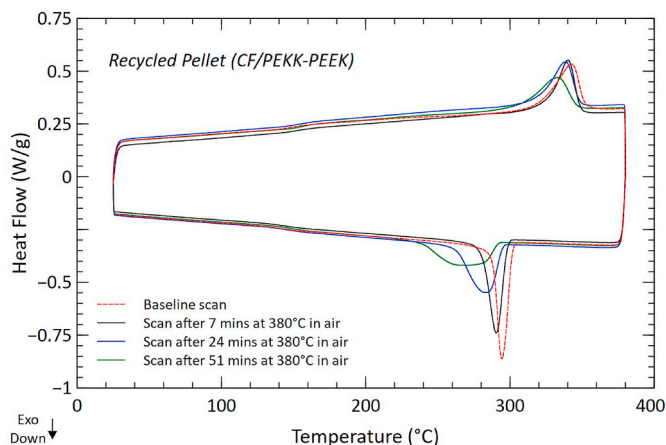 0.75
Recycled Pellet (CF/PEKK-PEEK)
0.5
0.25
0
Heat Flow (W/g)
−0.25
−0.5
Baseline scan
Scan after 7 mins at 380°C in air
−0.75
Scan after 24 mins at 380°C in air
Scan after 51 mins at 380°C in air
−1
0 100 200 300 400
Exo
Down
Temperature (°C)